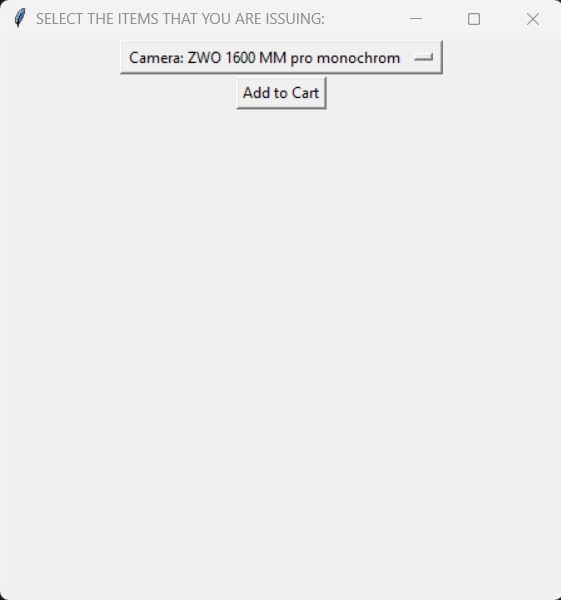 SELECT THE ITEMS THAT YOU ARE ISSUING:
Camera: ZWO 1600 MM pro monochrom
Add to Cart